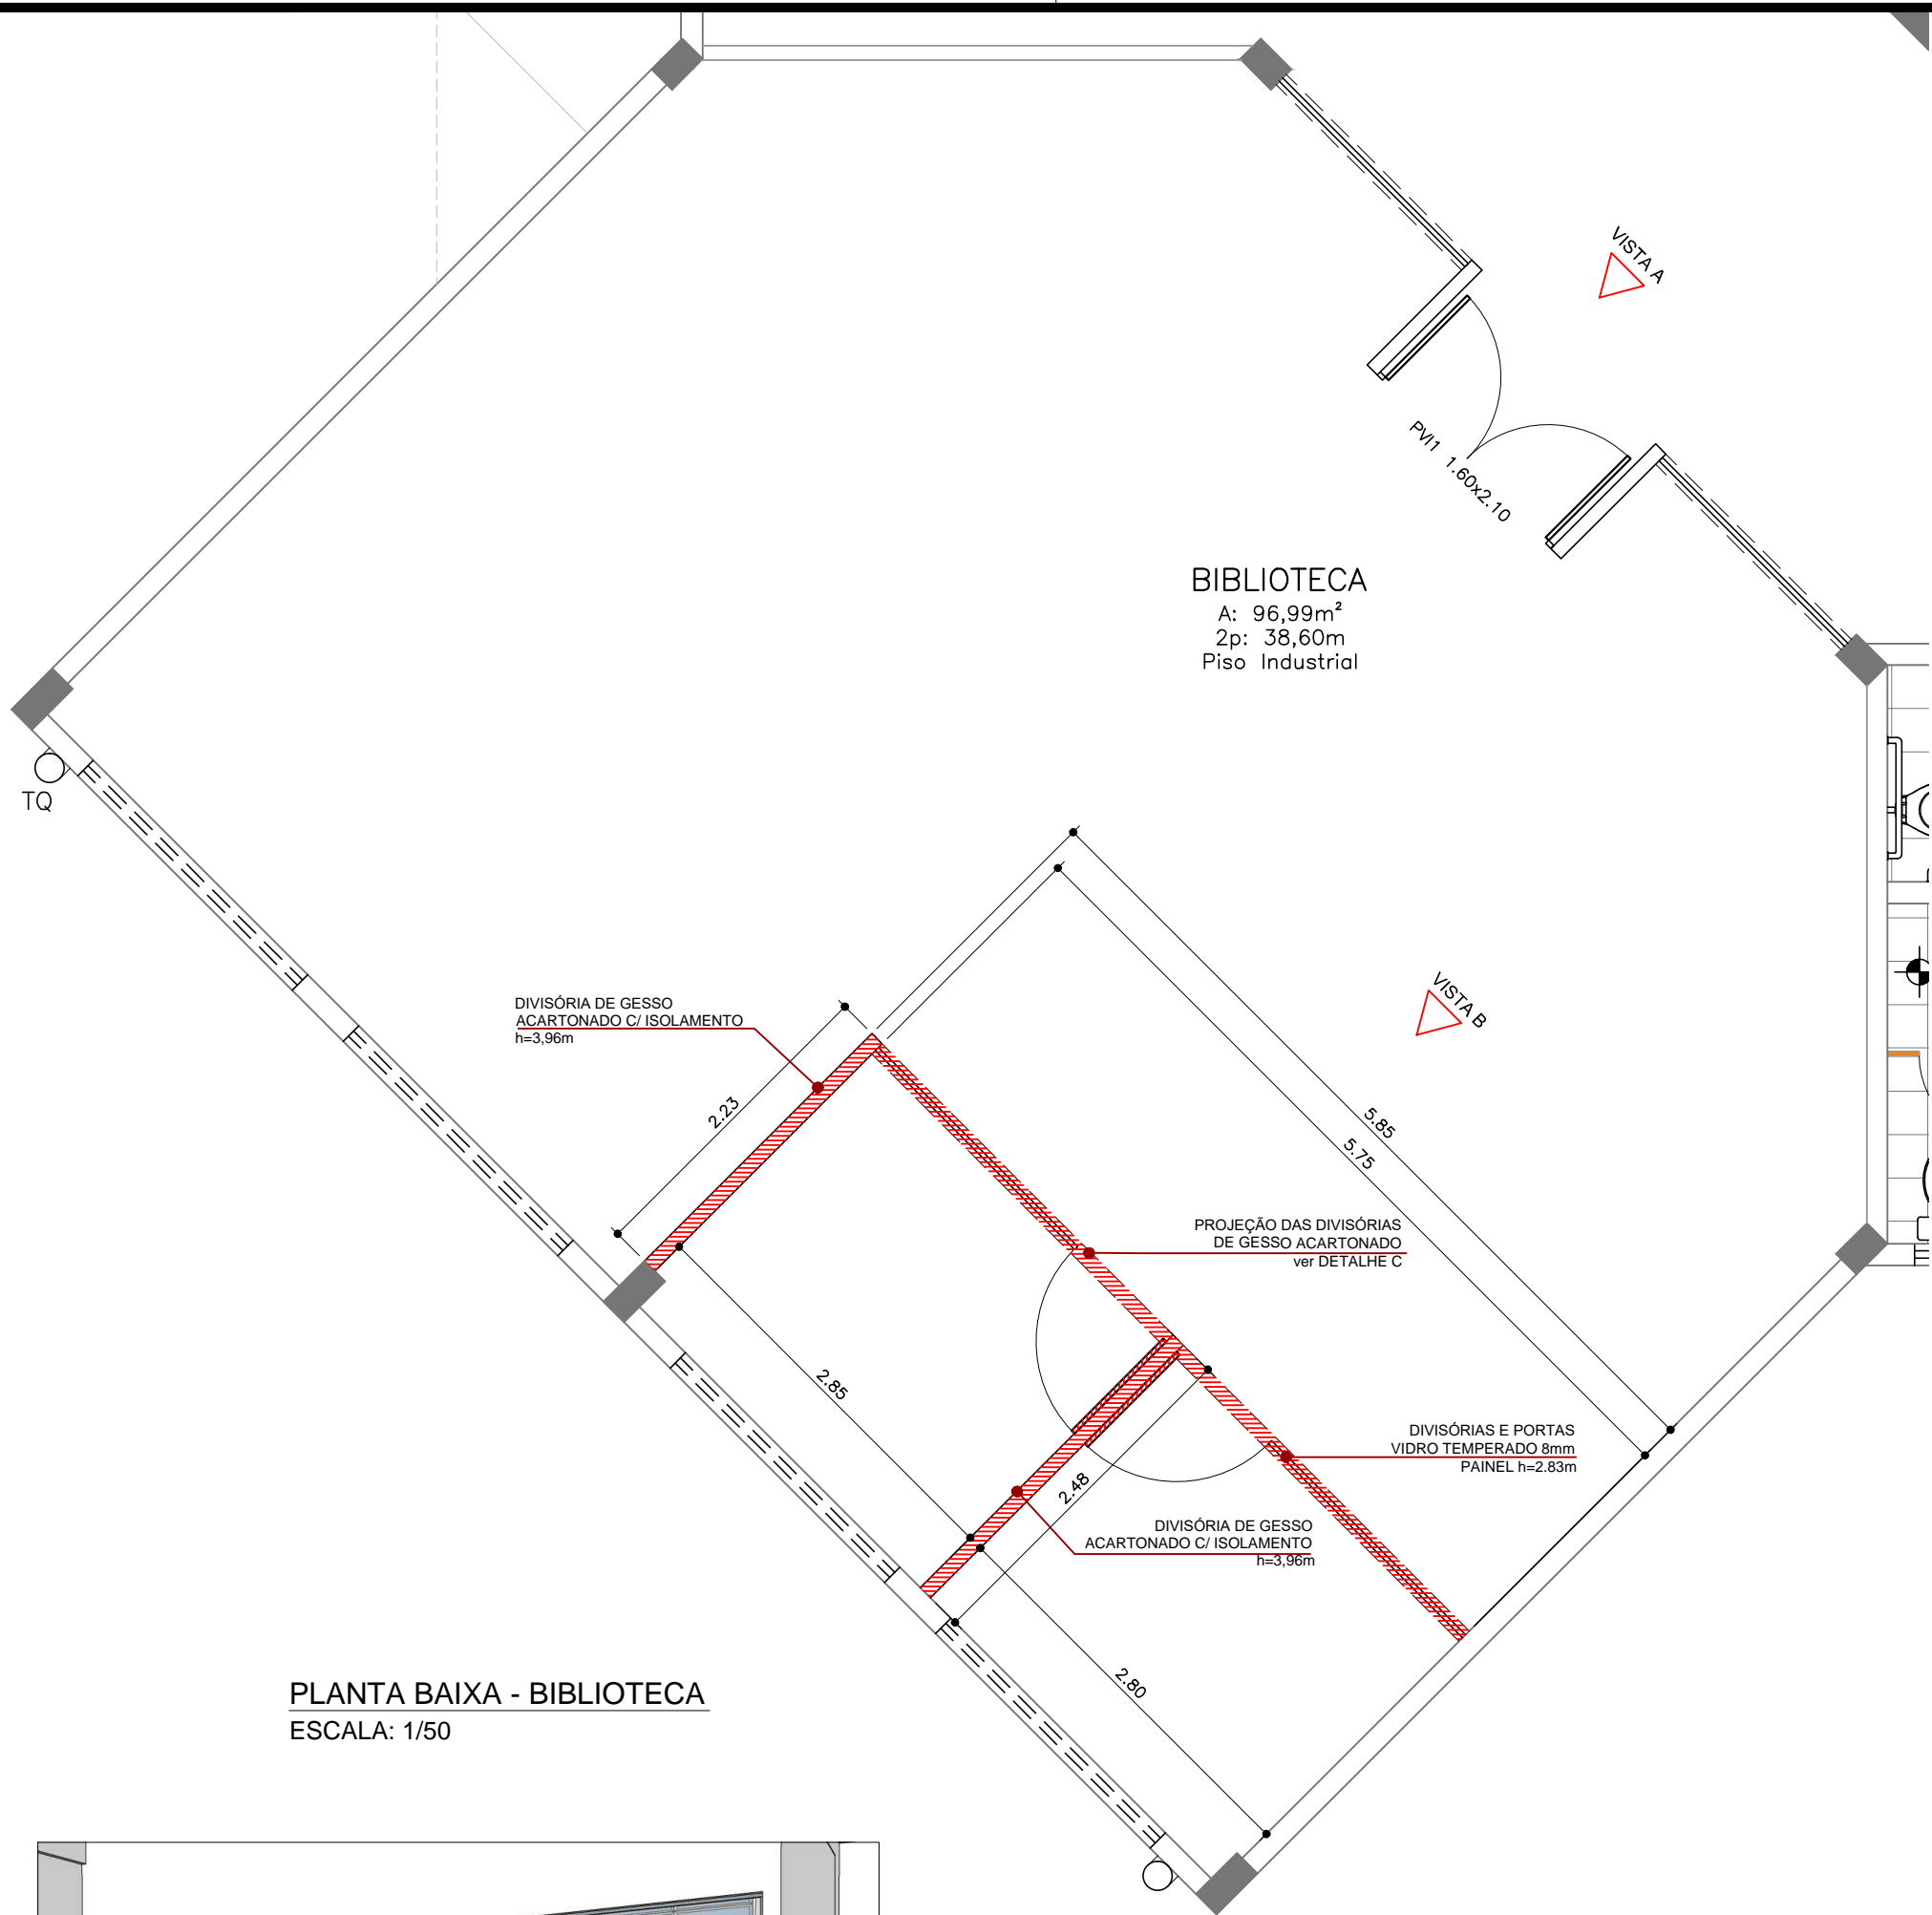 VISTA A
PVI1 1.60x2.10
BIBLIOTECA
A: 96,99m²
2p: 38,60m
Piso Industrial
TQ
DIVISÓRIA DE GESSO
ACARTONADO C/ ISOLAMENTO
h=3,96m
VISTA B
2.23
5.85
5.75
PROJEÇÃO DAS DIVISÓRIAS
DE GESSO ACARTONADO
ver DETALHE C
2.85
DIVISÓRIAS E PORTAS
VIDRO TEMPERADO 8mm
PAINEL h=2.83m
2.48
DIVISÓRIA DE GESSO
ACARTONADO C/ ISOLAMENTO
h=3,96m
2.80
PLANTA BAIXA - BIBLIOTECA
ESCALA: 1/50